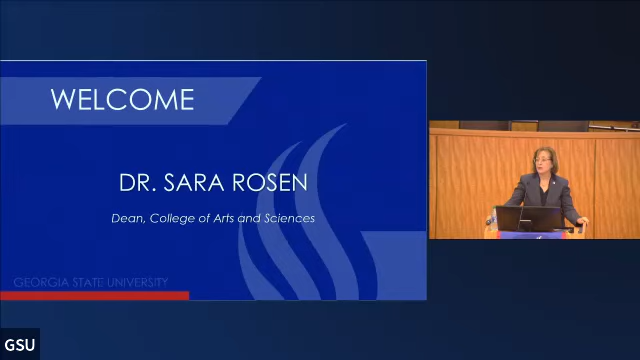 WELCOME
DR. SARA ROSEN
Dean, College of Arts and Sciences
GEORGIA STATE UNIVERSITY
GSU